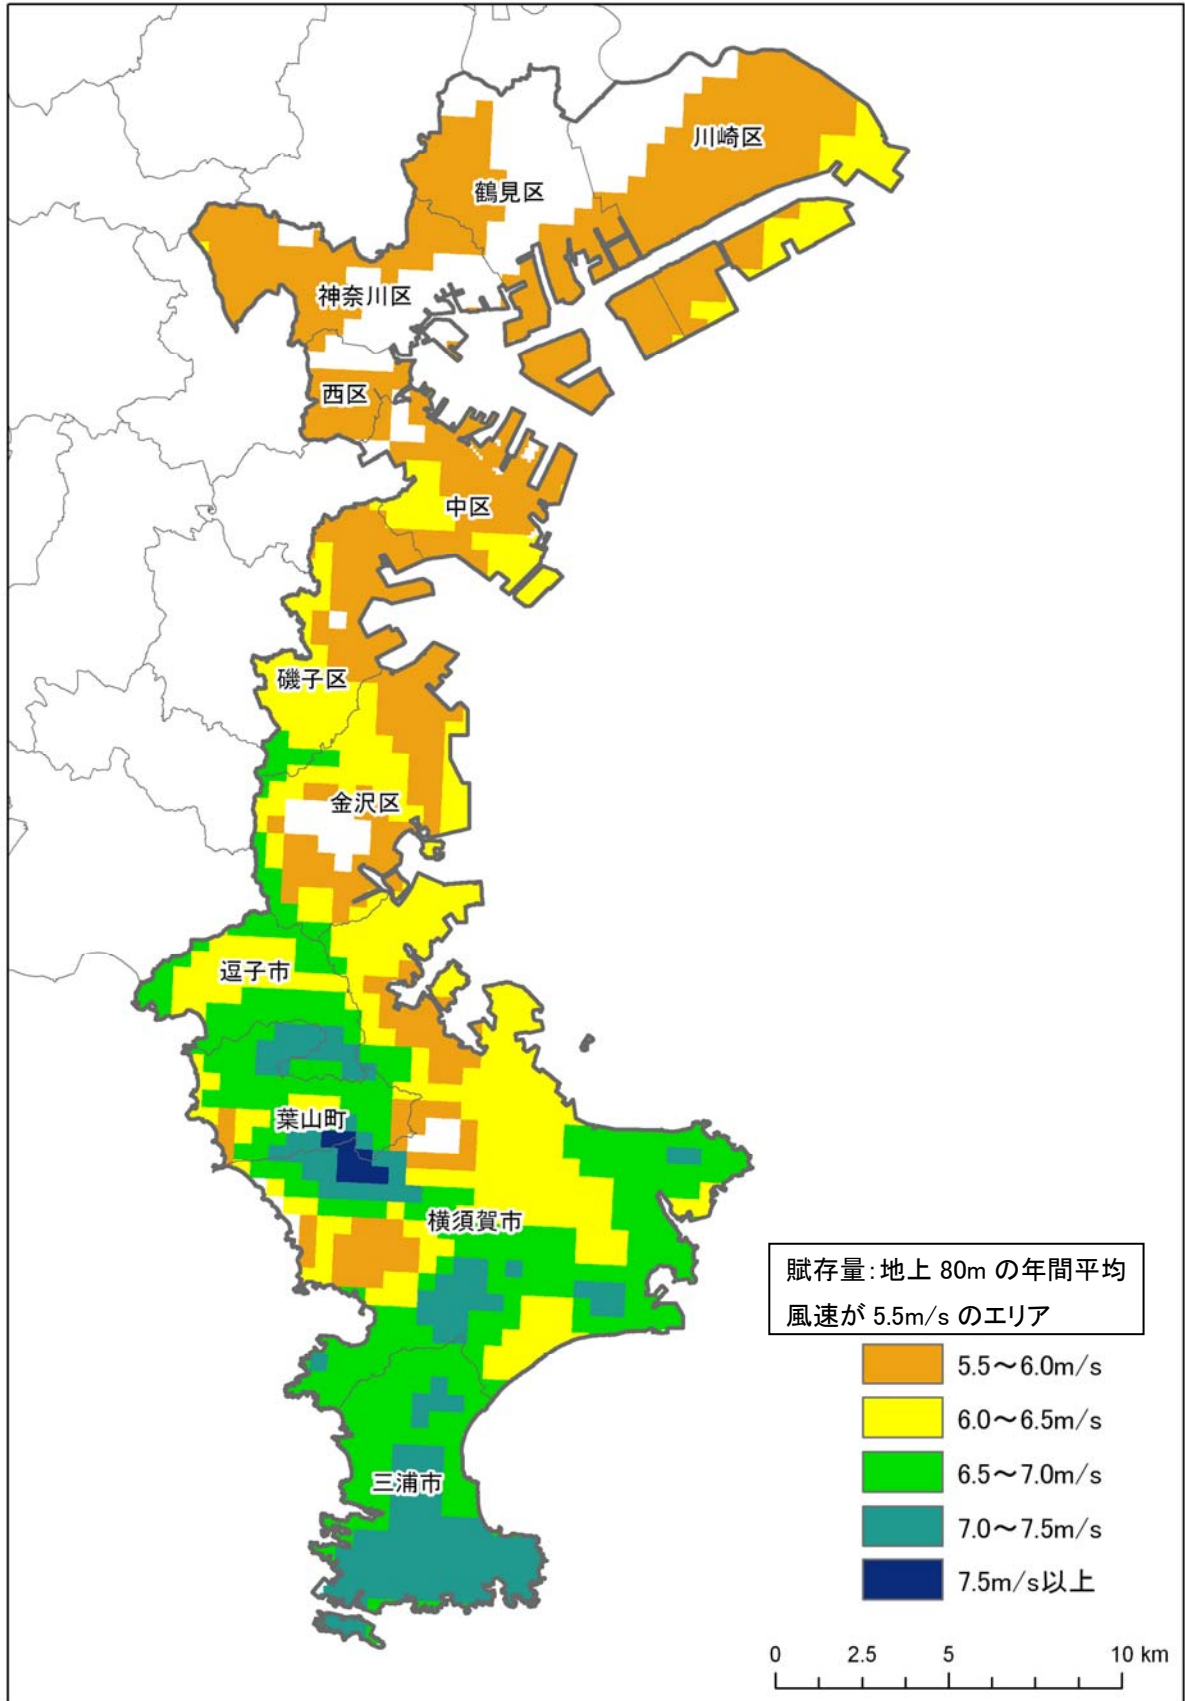 川崎区
鶴見区
神奈川区
西区
中区
磯子区
金沢区
逗子市
葉山町
横須賀市
三浦市
賦存量：地上 80m の年間平均
風速が 5.5m/s のエリア
5.5～6.0m/s
6.0～6.5m/s
6.5～7.0m/s
7.0～7.5m/s
7.5m/s以上
0 2.5 5 10 km